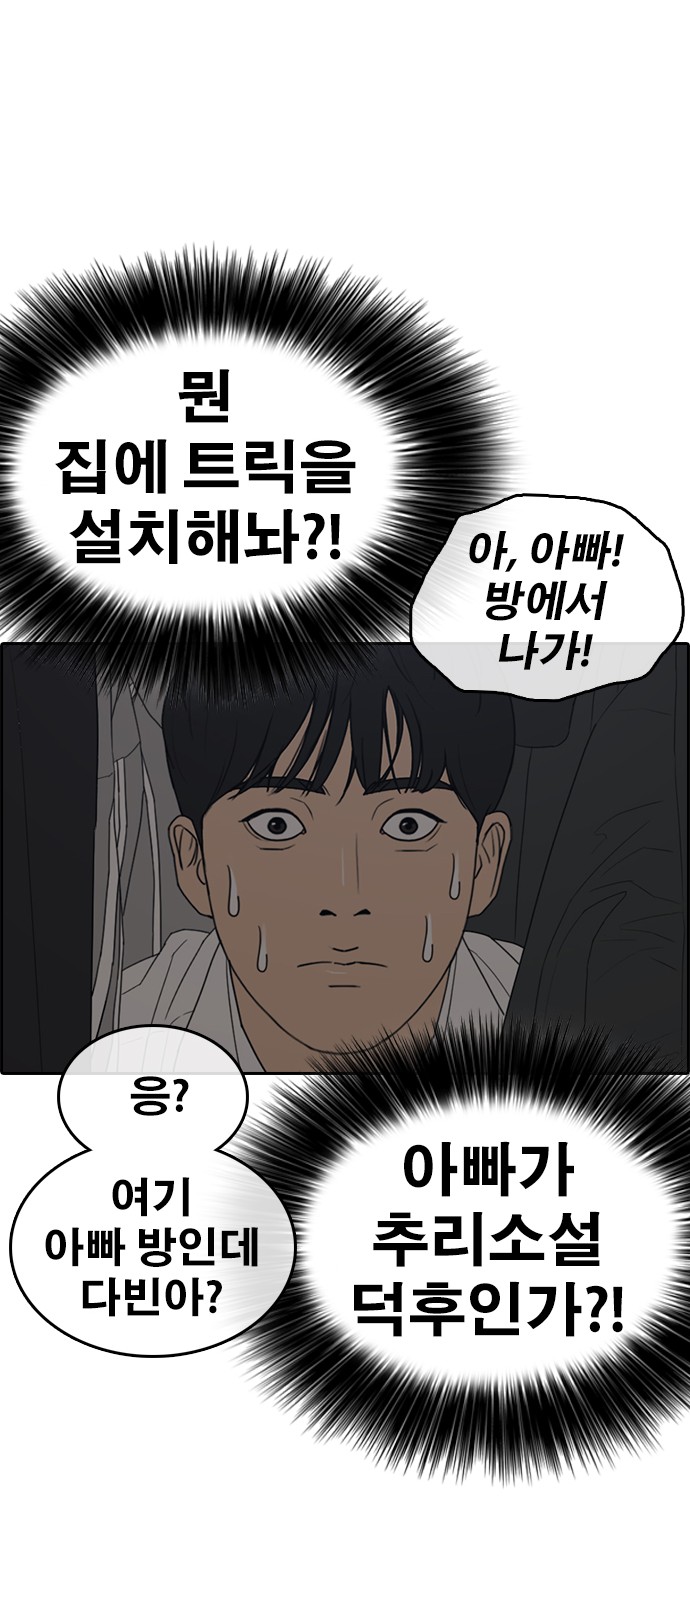 뭔
집에 트릭을
설치해놔?!
아, 아빠!
방에서
나가!
응?
여기
아빠 방인데
다빈아?
아빠가
추리소설
덕후인가?!